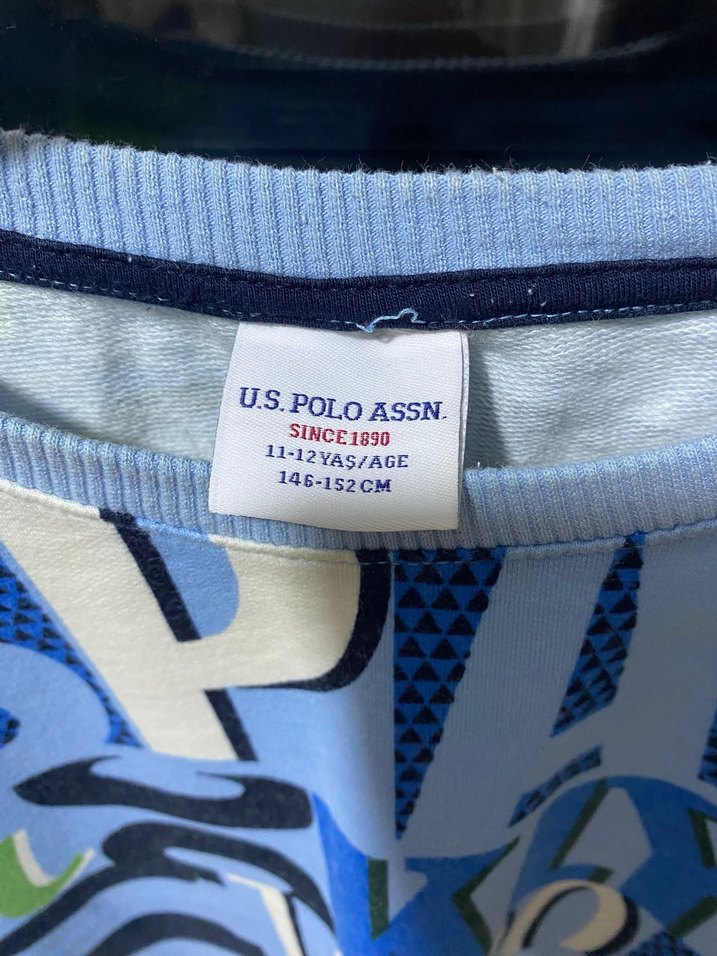 U.S. POLO ASSN.
SINCE 1890
11-12 YAŞ/AGE
146-152 CM